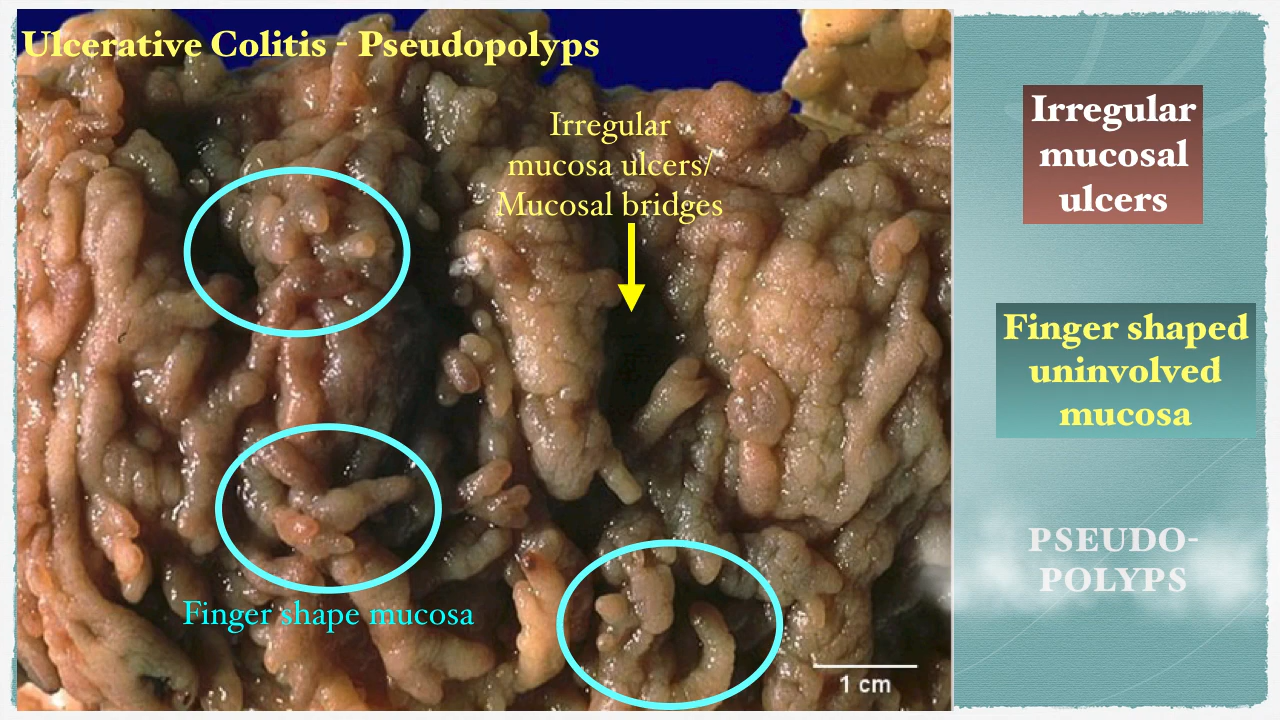 Ulcerative Colitis - Pseudopolyps
Irregular
mucosa ulcers/
Mucosal bridges
Finger shape mucosa
1 cm
Irregular
mucosal
ulcers
Finger shaped
uninvolved
mucosa
PSEUDO-
POLYPS